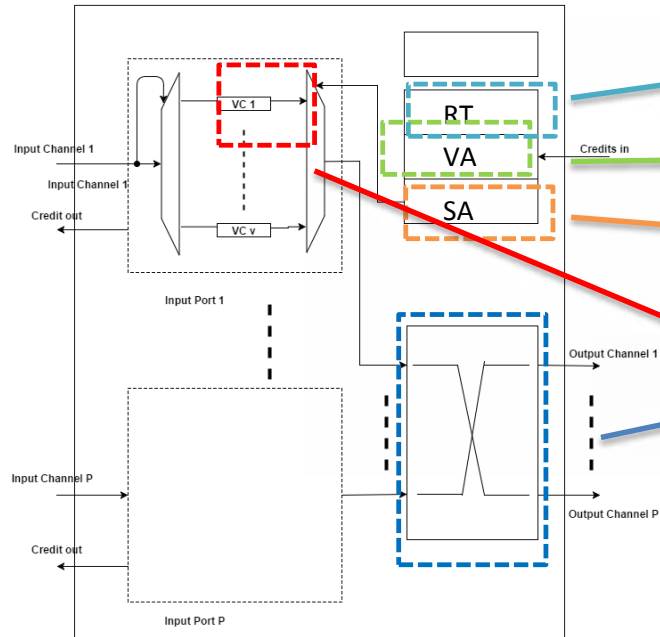 RT
VC 1
VA
Input Channel 1
Credits in
Input Channel 1
Credit out
SA
VC v
Input Port 1
Output Channel 1
Input Channel P
Output Channel P
Credit out
Input Port P